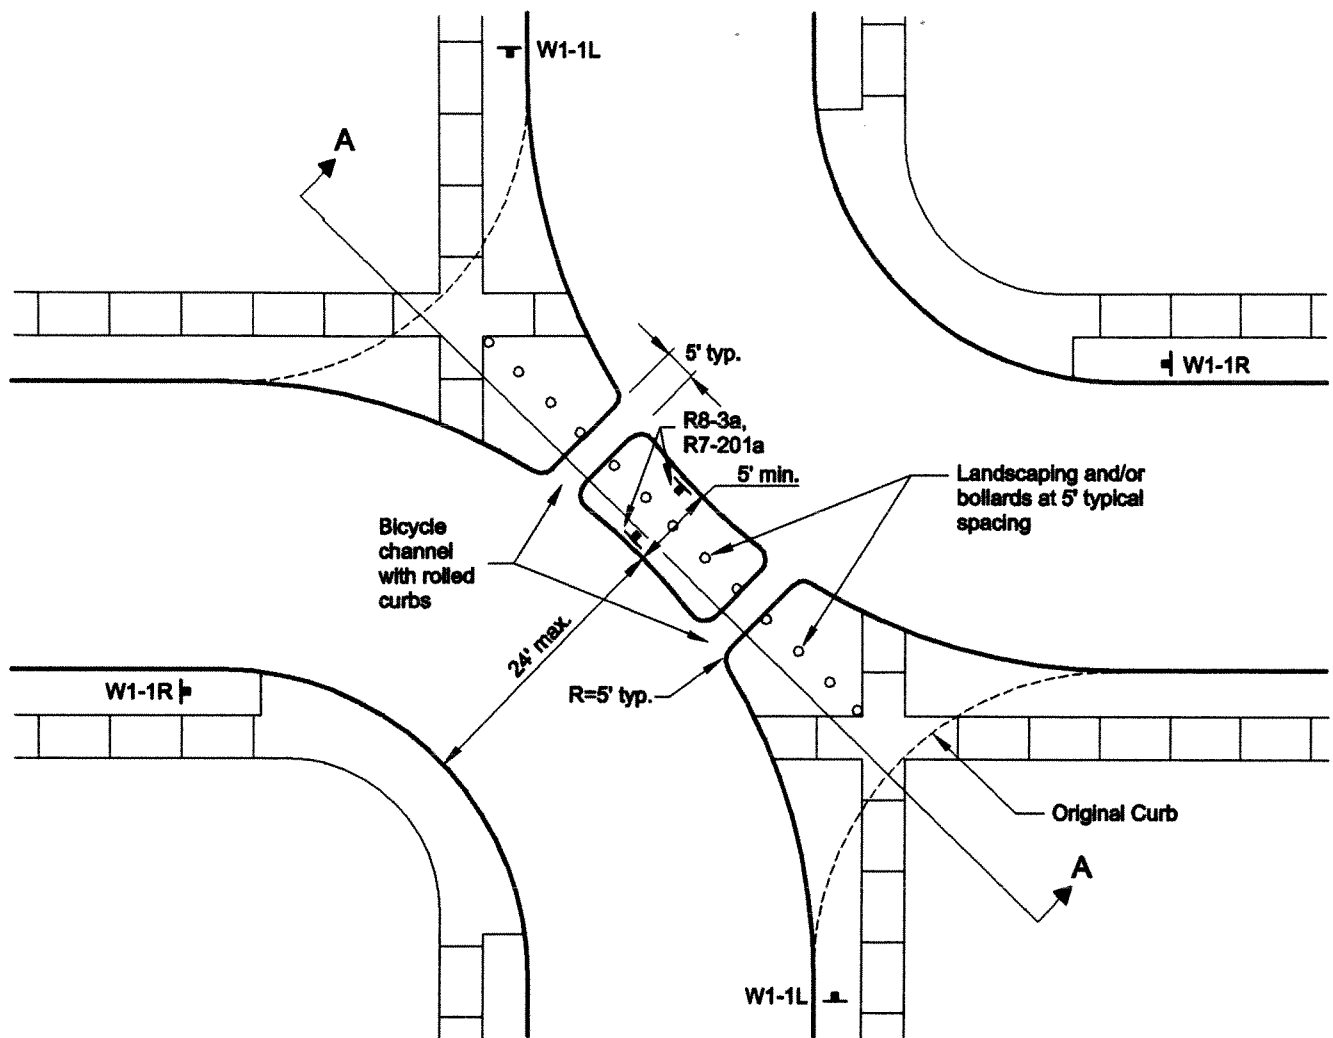 W1-1L
A
5' typ.
W1-1R
R8-3a,
R7-201a
5' min.
Landscaping and/or
bollards at 5' typical
spacing
Bicycle
channel
with rolled
curbs
24' max.
W1-1R
R=5' typ.
Original Curb
A
W1-1L